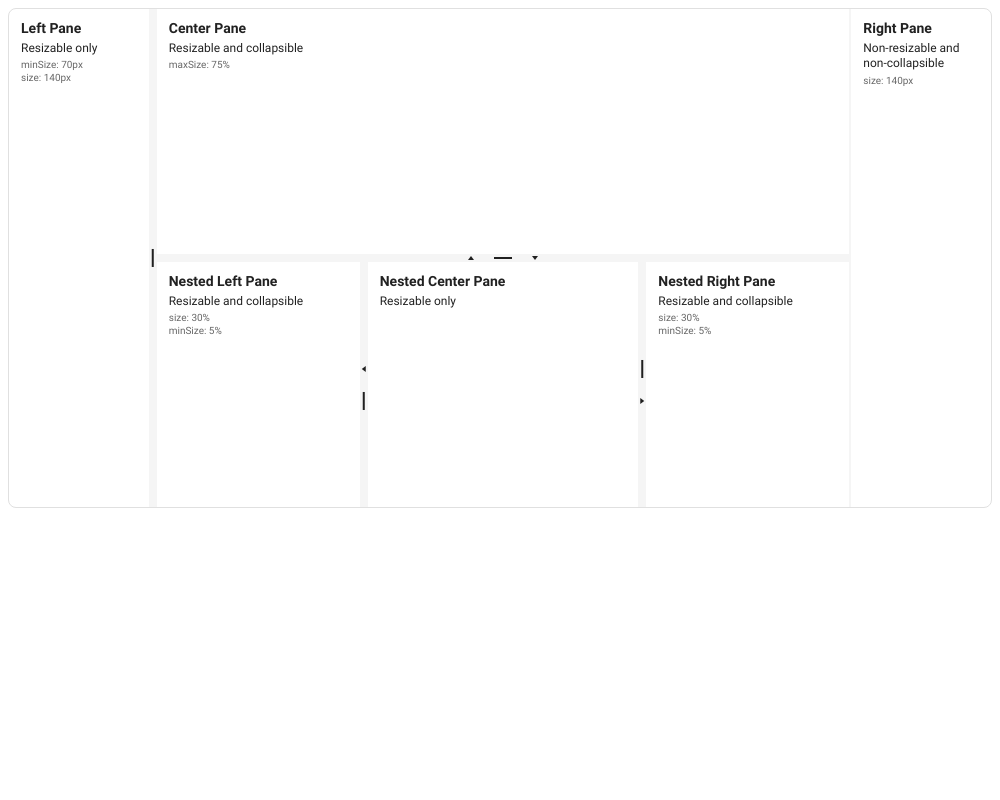 Left Pane
Resizable only
minSize: 70px
size: 140px
Center Pane
Resizable and collapsible
maxSize: 75%
Right Pane
Non-resizable and
non-collapsible
size: 140px
Nested Left Pane
Resizable and collapsible
size: 30%
minSize: 5%
Nested Center Pane
Resizable only
Nested Right Pane
Resizable and collapsible
size: 30%
minSize: 5%